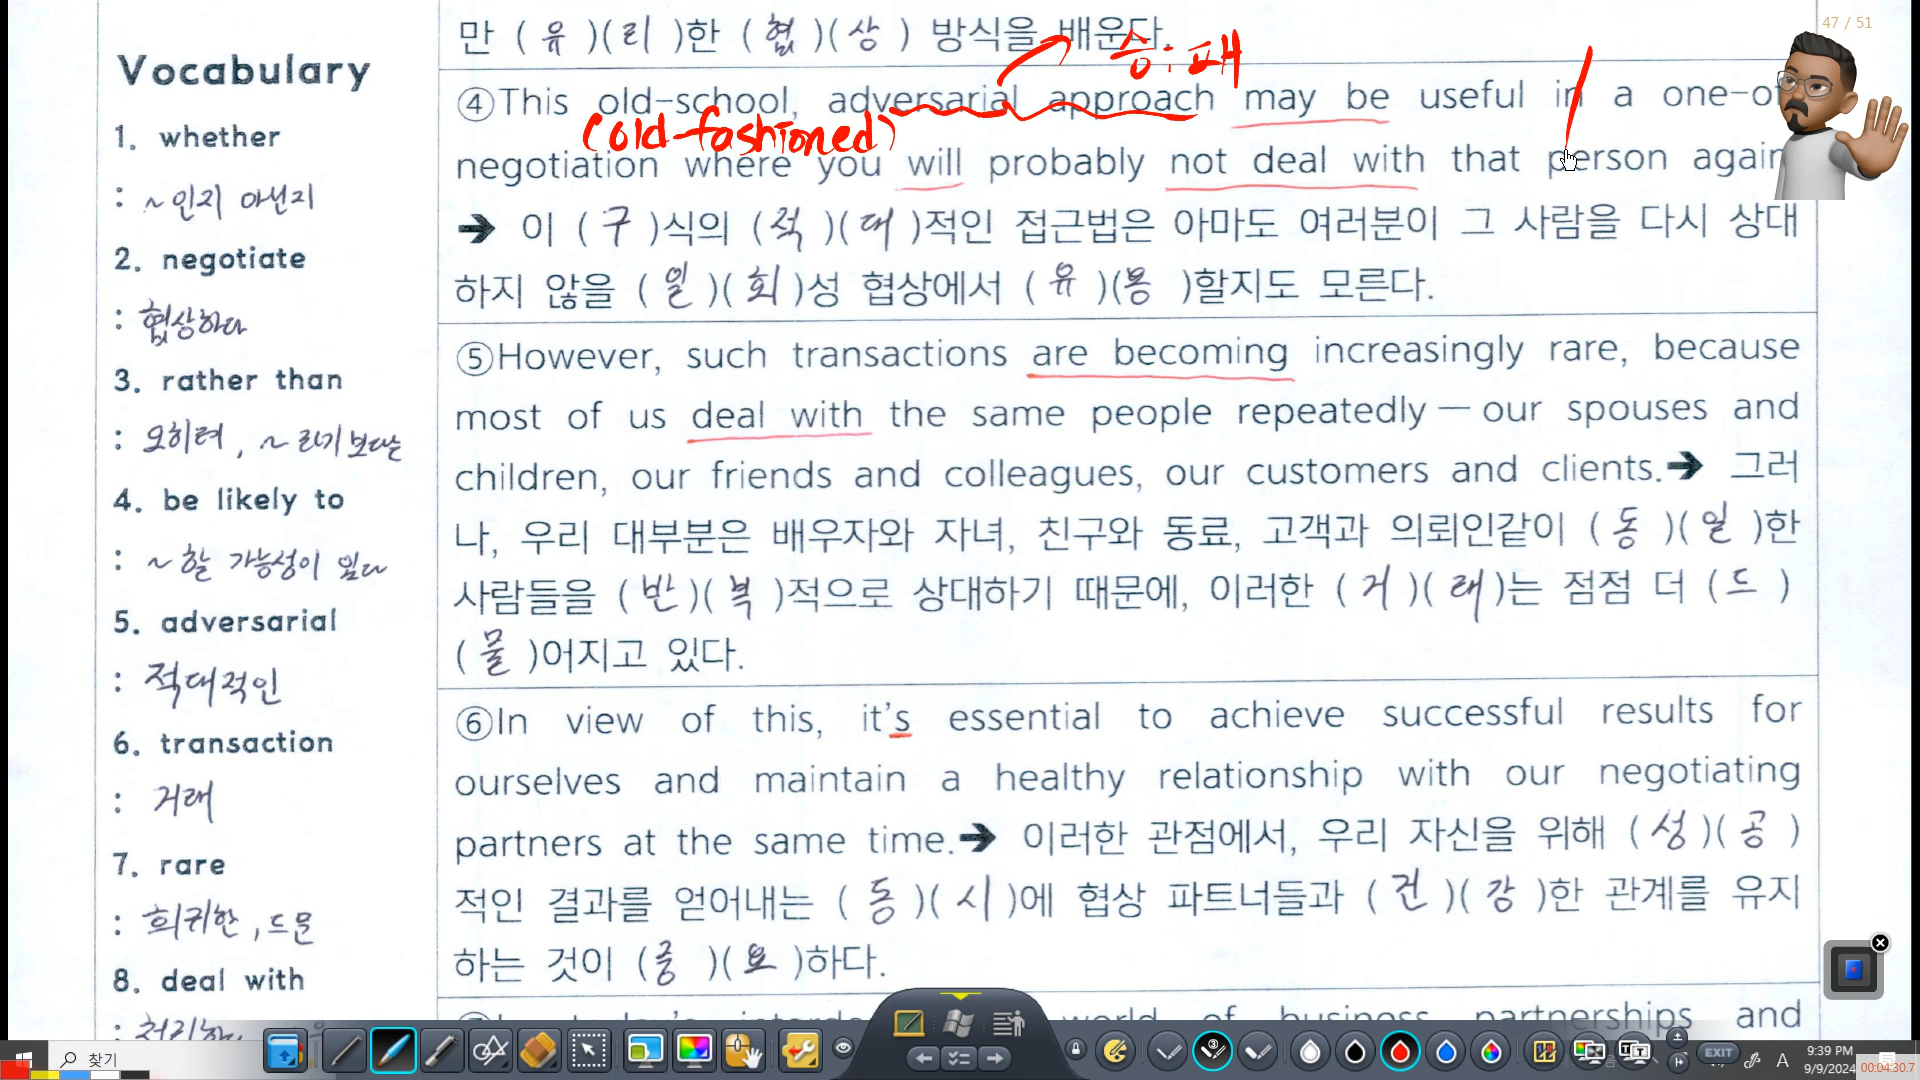 47 / 51
만 ( 유 )( 리 )한 ( 협 )( 상 ) 방식을 배운다.
승:패
Vocabulary
1. whether
: ~인지 아닌지
2. negotiate
: 협상하다
3. rather than
: 오히려, ~라기 보다는
4. be likely to
: ~할 가능성이 있다
5. adversarial
: 적대적인
6. transaction
: 거래
7. rare
: 희귀한, 드문
8. deal with
④This old-school, adversarial approach may be useful in a one-of
(old-fashioned)
negotiation where you will probably not deal with that person again
➔ 이 ( 구 )식의 ( 적 )( 대 )적인 접근법은 아마도 여러분이 그 사람을 다시 상대
하지 않을 ( 일 )( 회 )성 협상에서 ( 유 )( 용 )할지도 모른다.
⑤However, such transactions are becoming increasingly rare, because
most of us deal with the same people repeatedly — our spouses and
children, our friends and colleagues, our customers and clients.➔ 그러
나, 우리 대부분은 배우자와 자녀, 친구와 동료, 고객과 의뢰인같이 ( 동 )( 일 )한
사람들을 ( 반 )( 복 )적으로 상대하기 때문에, 이러한 ( 거 )( 래 )는 점점 더 ( 드 )
( 물 )어지고 있다.
⑥In view of this, it's essential to achieve successful results for
ourselves and maintain a healthy relationship with our negotiating
partners at the same time.➔ 이러한 관점에서, 우리 자신을 위해 ( 성 )( 공 )
적인 결과를 얻어내는 ( 동 )( 시 )에 협상 파트너들과 ( 건 )( 강 )한 관계를 유지
하는 것이 ( 중 )( 요 )하다.
world of business partnerships and
찾기
EXIT
A
9:39 PM
9/9/2024
00:04:30.7